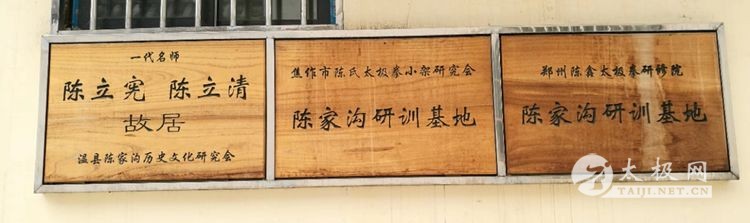 一代名师
陈立宪 陈立清
故居
温县陈家沟历史文化研究会
焦作市陈氏太极拳小架研究会
陈家沟研训基地
郑州陈鑫太极拳研修院
陈家沟研训基地
太极网
TAIJI.NET.CN